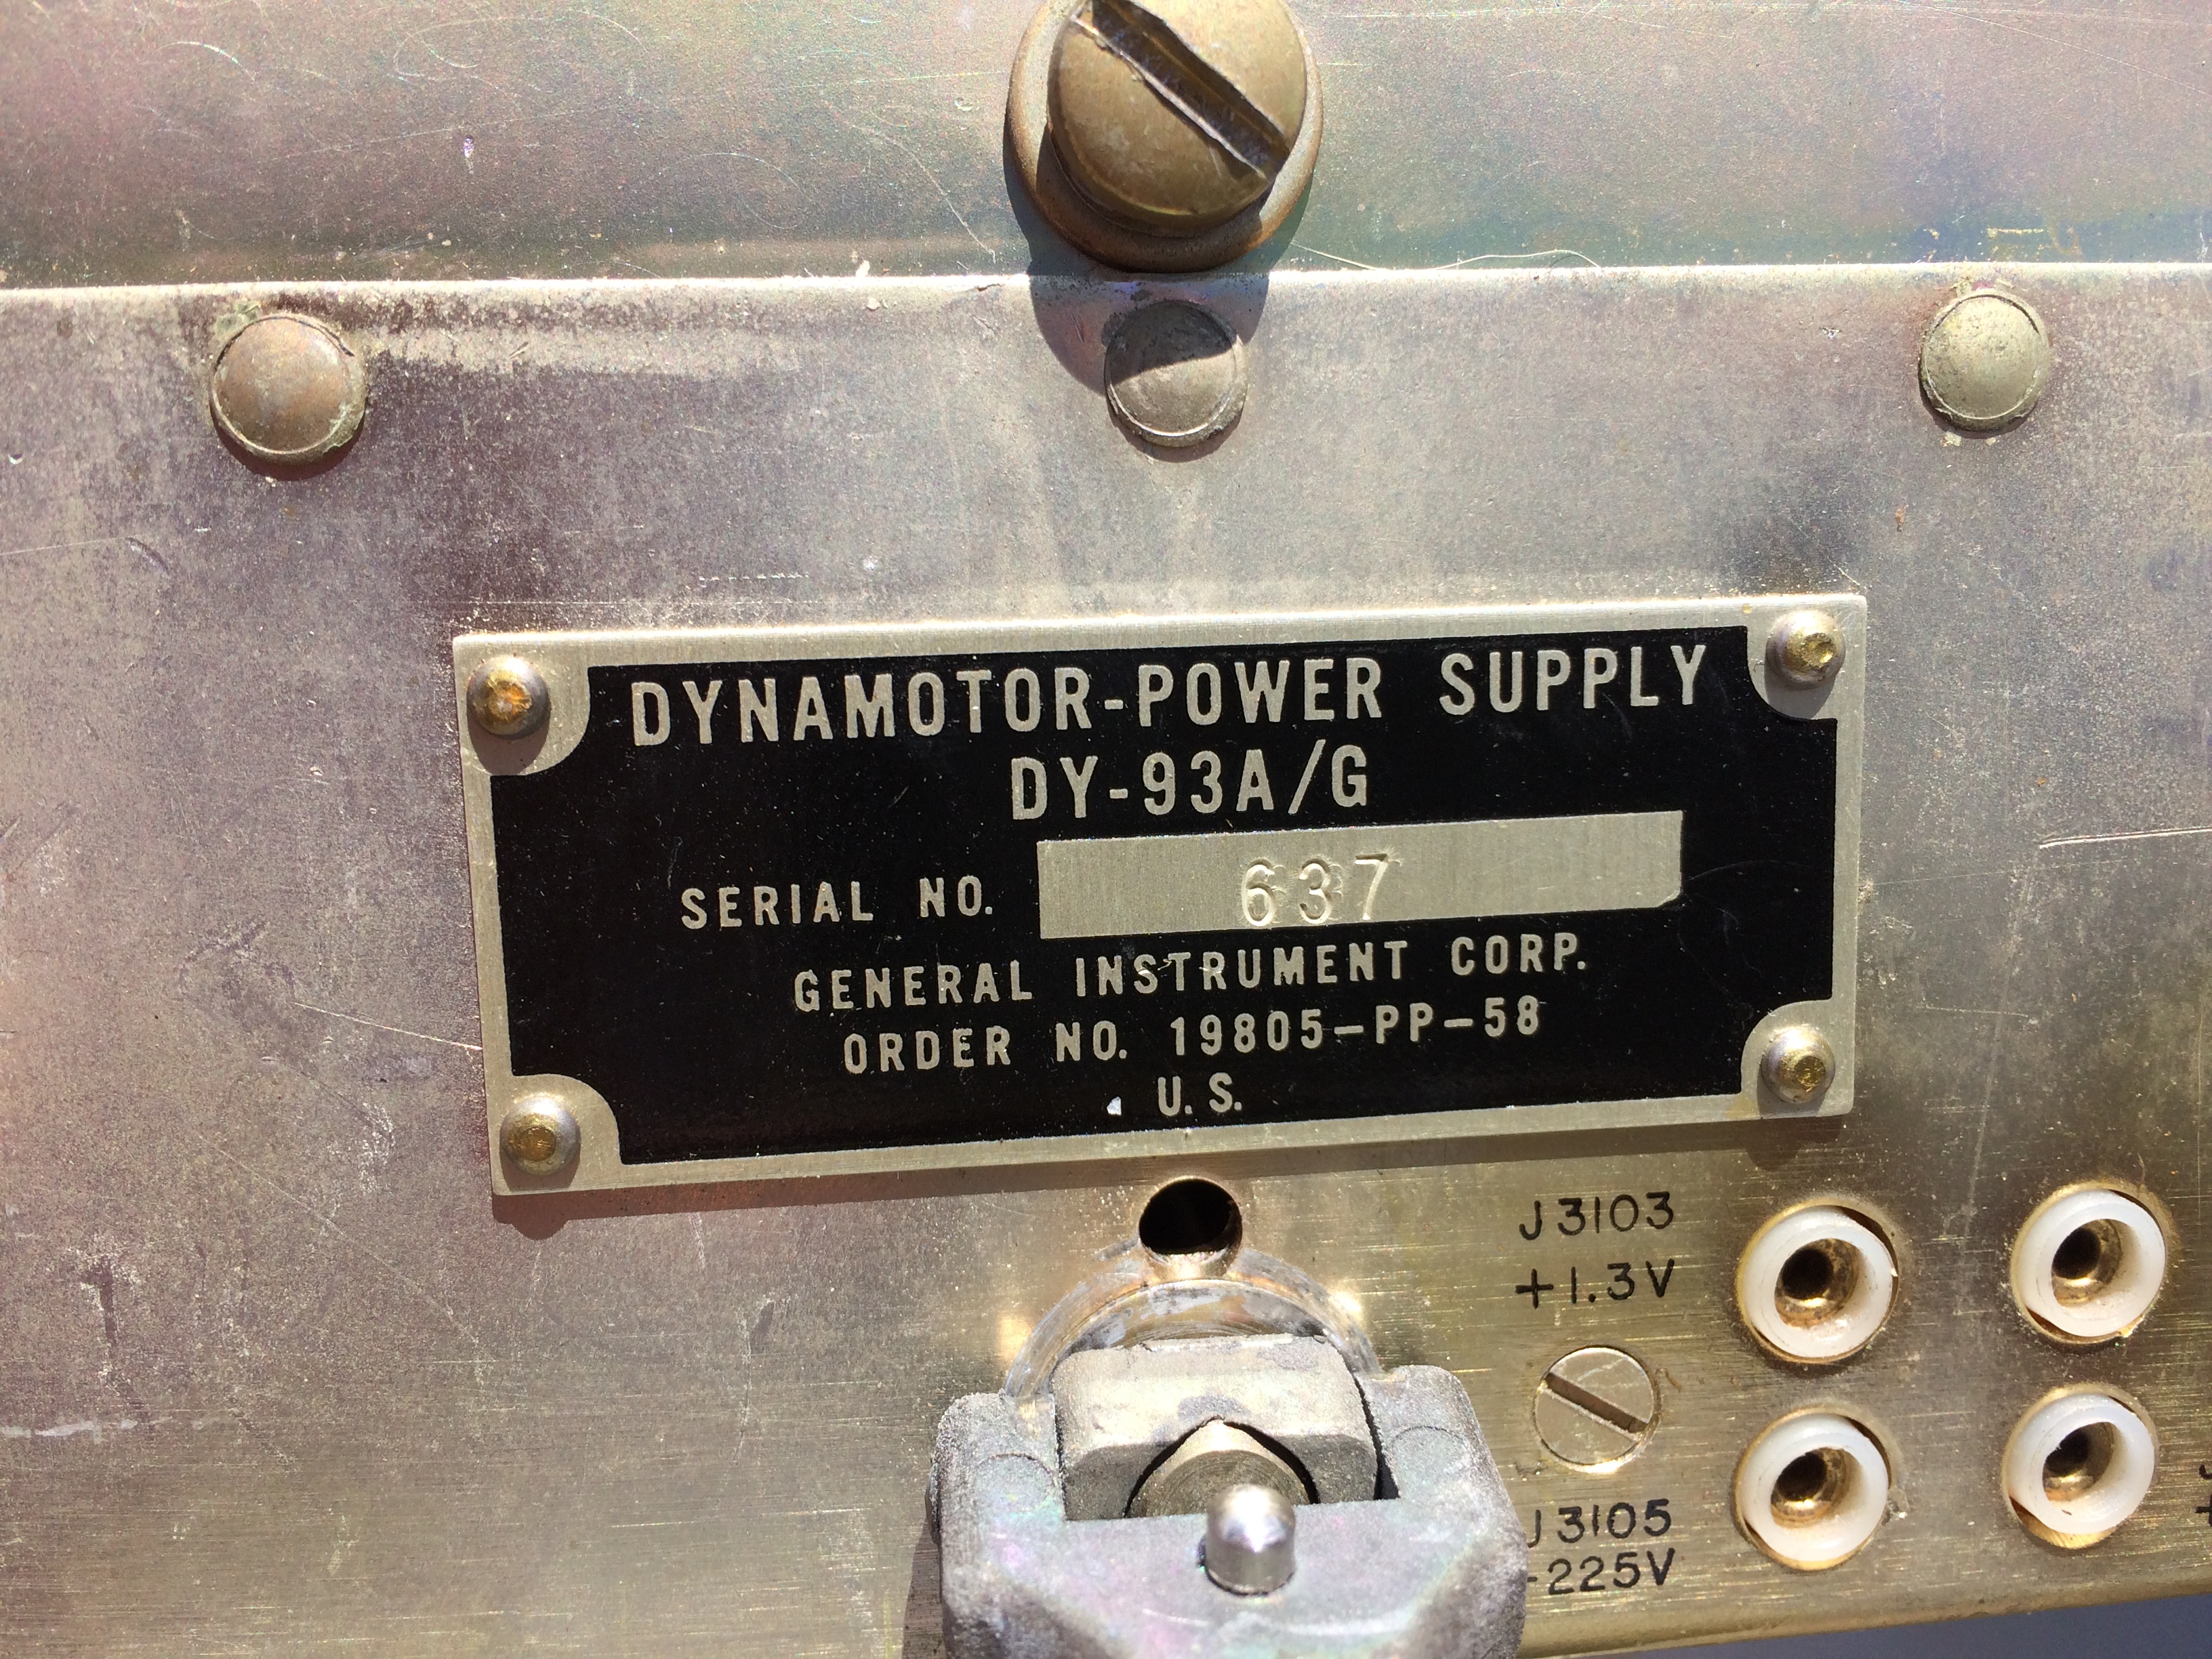 DYNAMOTOR-POWER SUPPLY
DY-93A/G
SERIAL NO. 637
GENERAL INSTRUMENT CORP.
ORDER NO. 19805-PP-58
U.S.
J3103
+1.3V
J3105
-225V